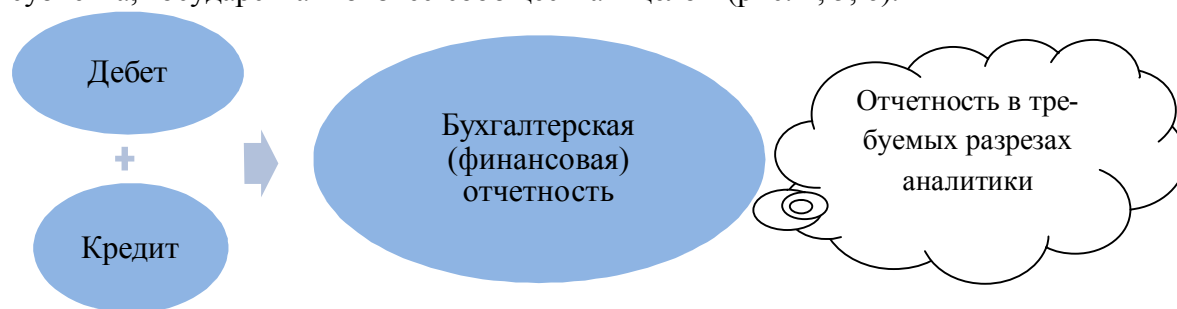 Дебет
+
Кредит
Бухгалтерская
(финансовая)
отчетность
Отчетность в тре-
буемых разрезах
аналитики